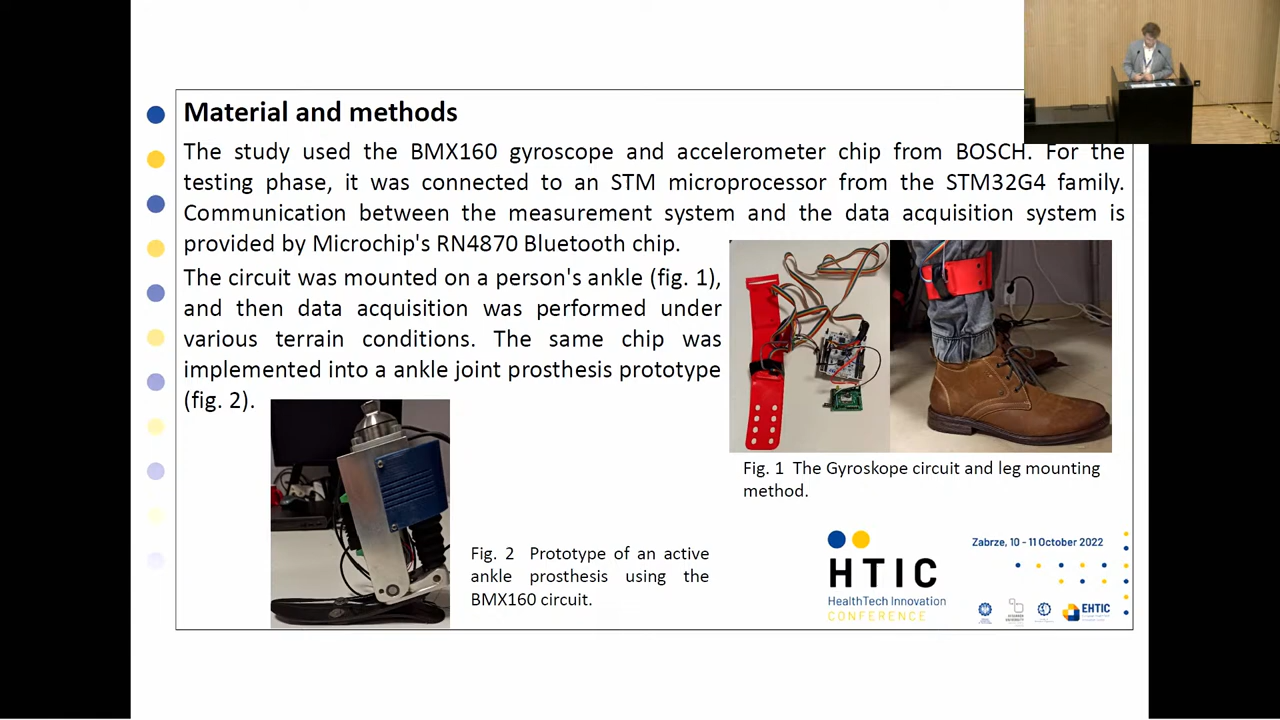 Material and methods
The study used the BMX160 gyroscope and accelerometer chip from BOSCH. For the
testing phase, it was connected to an STM microprocessor from the STM32G4 family.
Communication between the measurement system and the data acquisition system is
provided by Microchip's RN4870 Bluetooth chip.
The circuit was mounted on a person's ankle (fig. 1),
and then data acquisition was performed under
various terrain conditions. The same chip was
implemented into a ankle joint prosthesis prototype
(fig. 2).
Fig. 1 The Gyroskope circuit and leg mounting
method.
Fig. 2 Prototype of an active
ankle prosthesis using the
BMX160 circuit.
Zabrze, 10 - 11 October 2022
HTIC
HealthTech Innovation
CONFERENCE
EHTIC